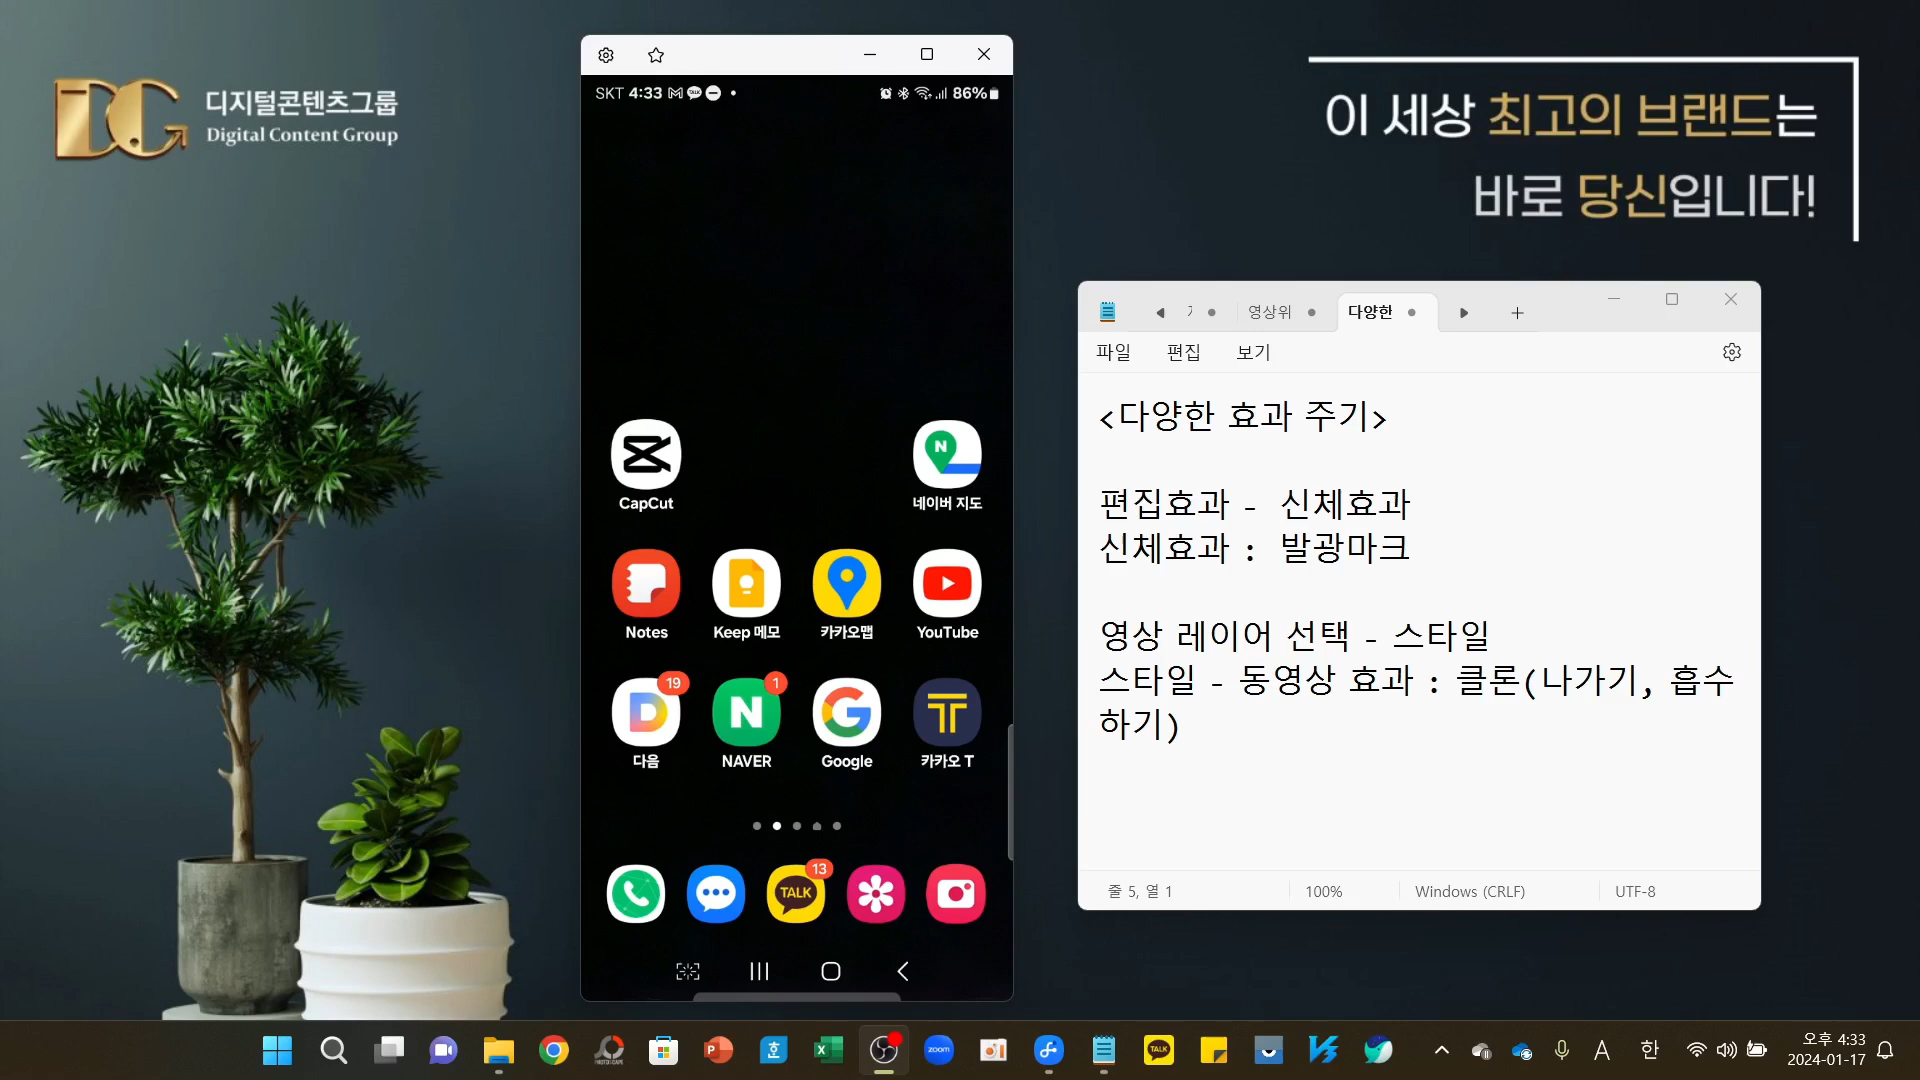 디지털콘텐츠그룹
Digital Content Group
이 세상 최고의 브랜드는
바로 당신입니다!
SKT 4:33
86%
CapCut
네이버 지도
Notes
Keep 메모
카카오맵
YouTube
19
1
다음
NAVER
Google
카카오 T
13
TALK
영상위
다양한
파일
편집
보기
<다양한 효과 주기>
편집효과 - 신체효과
신체효과 : 발광마크
영상 레이어 선택 - 스타일
스타일 - 동영상 효과 : 클론(나가기, 흡수
하기)
줄 5, 열 1
100%
Windows (CRLF)
UTF-8
zoom
TALK
A
한
오후 4:33
2024-01-17